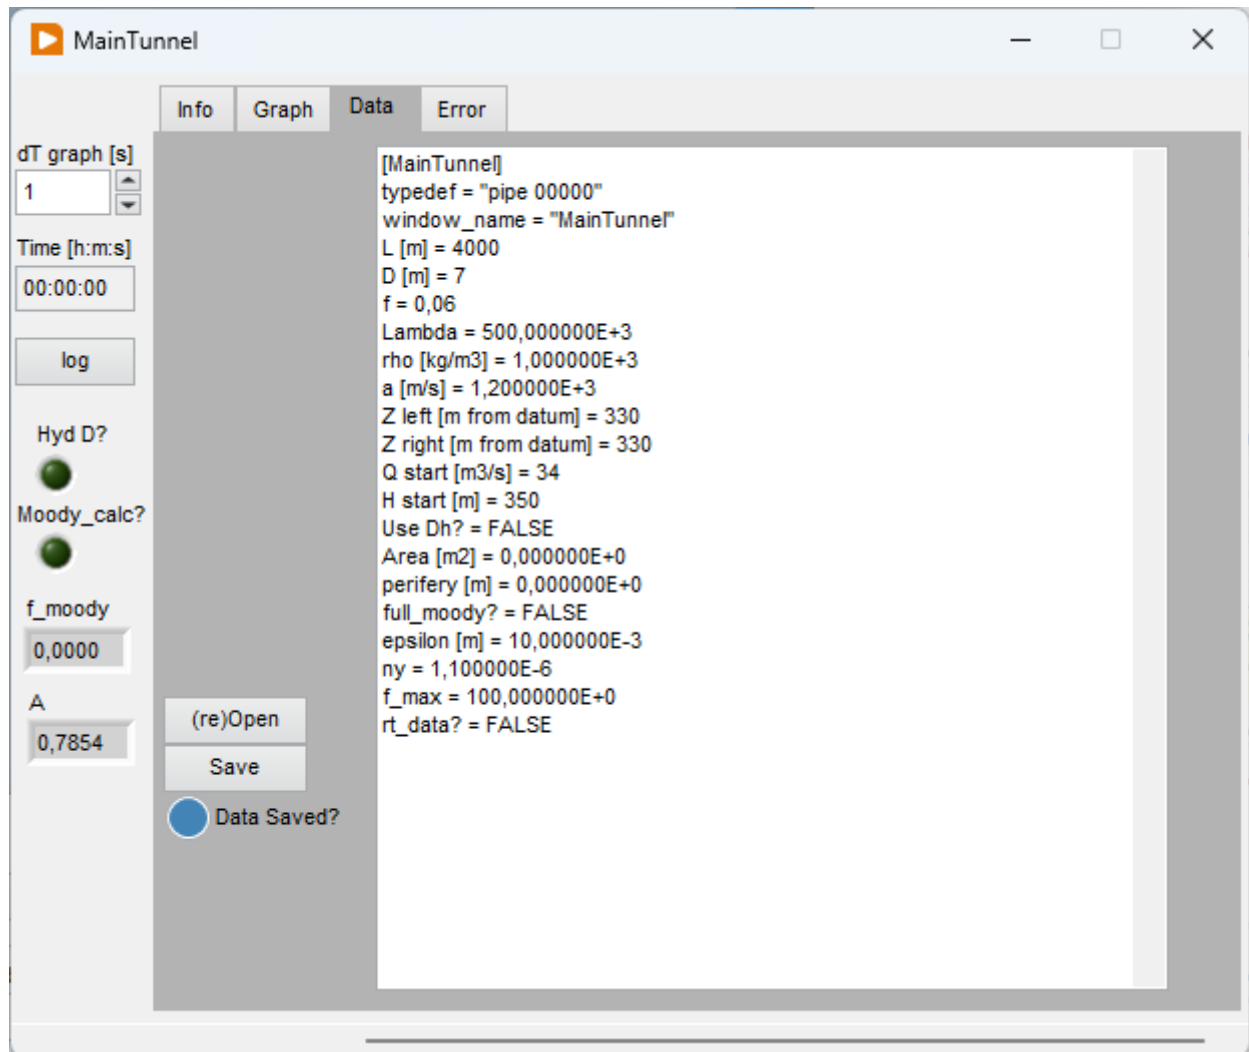 MainTunnel
Info
Graph
Data
Error
dT graph [s]
1
Time [h:m:s]
00:00:00
log
Hyd D?
Moody_calc?
f_moody
0,0000
A
0,7854
(re)Open
Save
Data Saved?
[MainTunnel]
typedef = "pipe 00000"
window_name = "MainTunnel"
L [m] = 4000
D [m] = 7
f = 0,06
Lambda = 500,000000E+3
rho [kg/m3] = 1,000000E+3
a [m/s] = 1,200000E+3
Z left [m from datum] = 330
Z right [m from datum] = 330
Q start [m3/s] = 34
H start [m] = 350
Use Dh? = FALSE
Area [m2] = 0,000000E+0
perifery [m] = 0,000000E+0
full_moody? = FALSE
epsilon [m] = 10,000000E-3
ny = 1,100000E-6
f_max = 100,000000E+0
rt_data? = FALSE